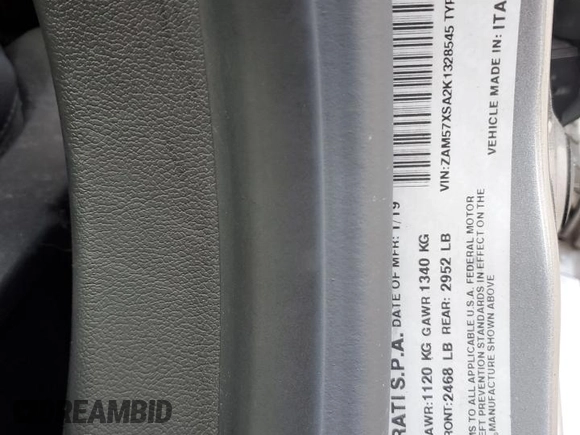 RATI S.P.A. DATE OF MFR: 1/19
AWR:1120 KG GAWR 1340 KG
RONT:2468 LB REAR: 2952 LB
MS TO ALL APPLICABLE U.S.A. FEDERAL MOTOR
EFT PREVENTION STANDARDS IN EFFECT ON THE
MANUFACTURE SHOWN ABOVE
VIN:ZAM57XSA2K1328545 TYP
VEHICLE MADE IN: ITA
STREAMBID